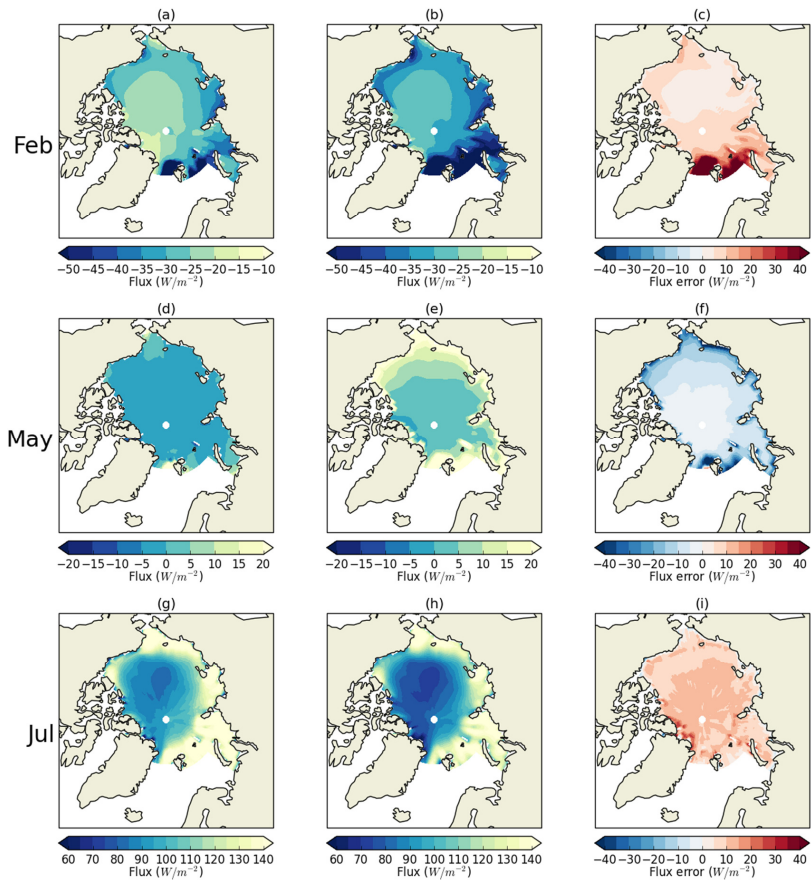 (a) (b) (c)
Feb
−50 −45 −40 −35 −30 −25 −20 −15 −10 −50 −45 −40 −35 −30 −25 −20 −15 −10 −40 −30 −20 −10 0 10 20 30 40
Flux (W/m⁻²) Flux (W/m⁻²) Flux error (W/m⁻²)
(d) (e) (f)
May
−20 −15 −10 −5 0 5 10 15 20 −20 −15 −10 −5 0 5 10 15 20 −40 −30 −20 −10 0 10 20 30 40
Flux (W/m⁻²) Flux (W/m⁻²) Flux error (W/m⁻²)
(g) (h) (i)
Jul
60 70 80 90 100 110 120 130 140 60 70 80 90 100 110 120 130 140 −40 −30 −20 −10 0 10 20 30 40
Flux (W/m⁻²) Flux (W/m⁻²) Flux error (W/m⁻²)